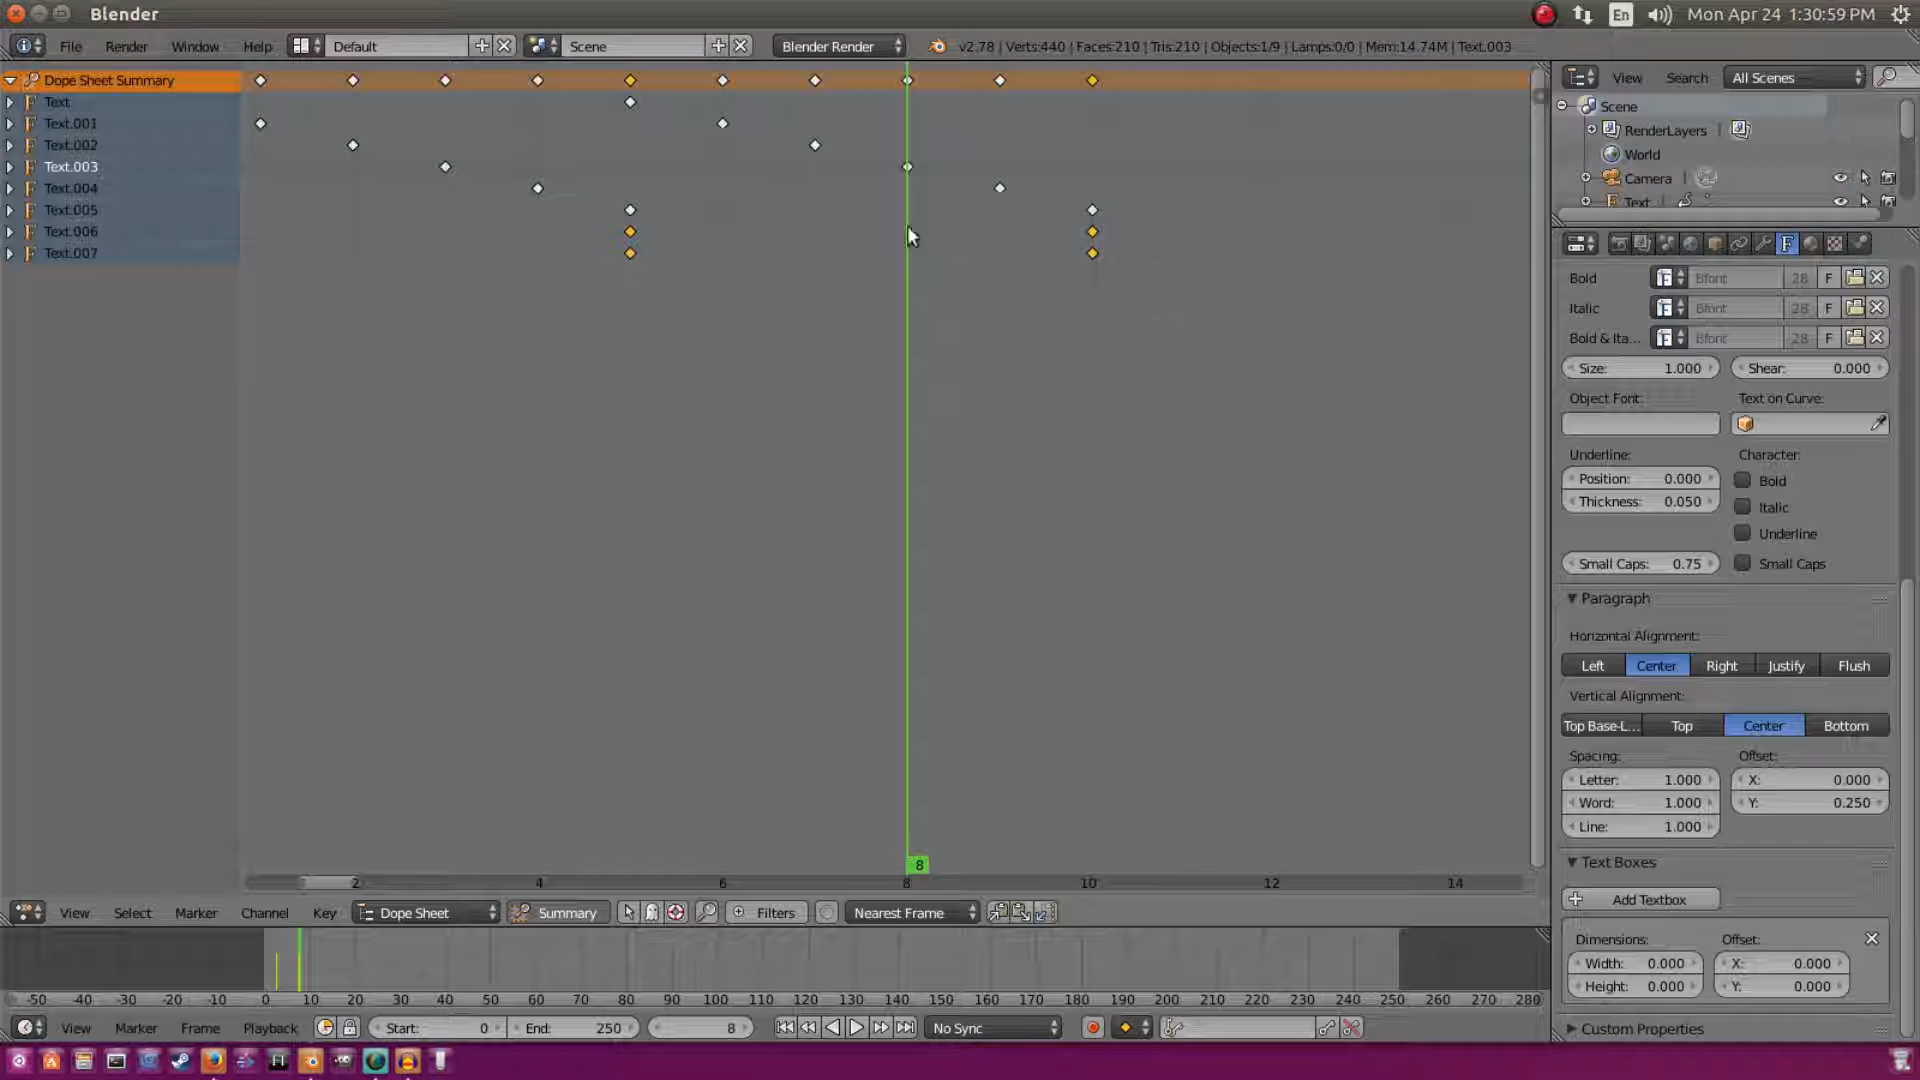 Blender
En
Mon Apr 24 1:30:59 PM
File Render Window Help Default Scene Blender Render v2.78 | Verts:440 | Faces:210 | Tris:210 | Objects:1/9 | Lamps:0/0 | Mem:14.74M | Text.003
Dope Sheet Summary
Text
Text.001
Text.002
Text.003
Text.004
Text.005
Text.006
Text.007
8
2 4 6 8 10 12 14
View Select Marker Channel Key Dope Sheet Summary Filters Nearest Frame
-50 -40 -30 -20 -10 0 10 20 30 40 50 60 70 80 90 100 110 120 130 140 150 160 170 180 190 200 210 220 230 240 250 260 270 280
View Marker Frame Playback Start: 0 End: 250 8 No Sync
View Search All Scenes
Scene
RenderLayers |
World
Camera |
Text |
Bold F Bfont 28 F
Italic F Bfont 28 F
Bold & Ita... F Bfont 28 F
Size: 1.000 Shear: 0.000
Object Font: Text on Curve:
Underline: Character:
Position: 0.000 Bold
Thickness: 0.050 Italic
Underline
Small Caps: 0.75 Small Caps
Paragraph
Horizontal Alignment:
Left Center Right Justify Flush
Vertical Alignment:
Top Base-L... Top Center Bottom
Spacing: Offset:
Letter: 1.000 X: 0.000
Word: 1.000 Y: 0.250
Line: 1.000
Text Boxes
Add Textbox
Dimensions: Offset:
Width: 0.000 X: 0.000
Height: 0.000 Y: 0.000
Custom Properties